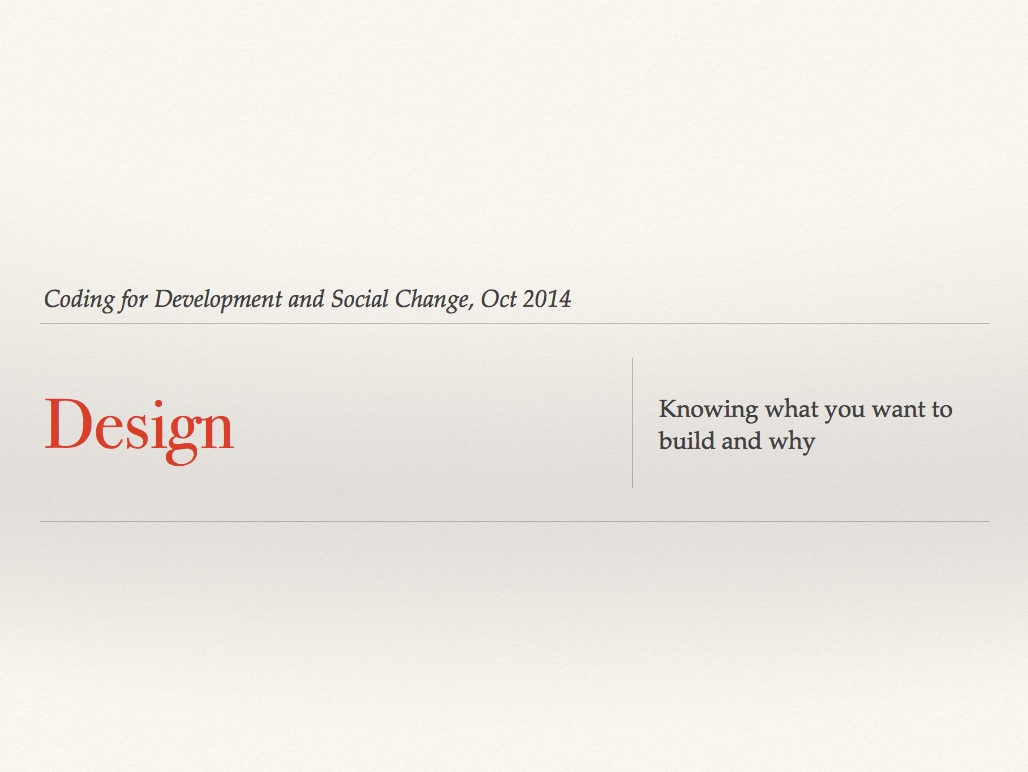 Coding for Development and Social Change, Oct 2014
Design
Knowing what you want to
build and why